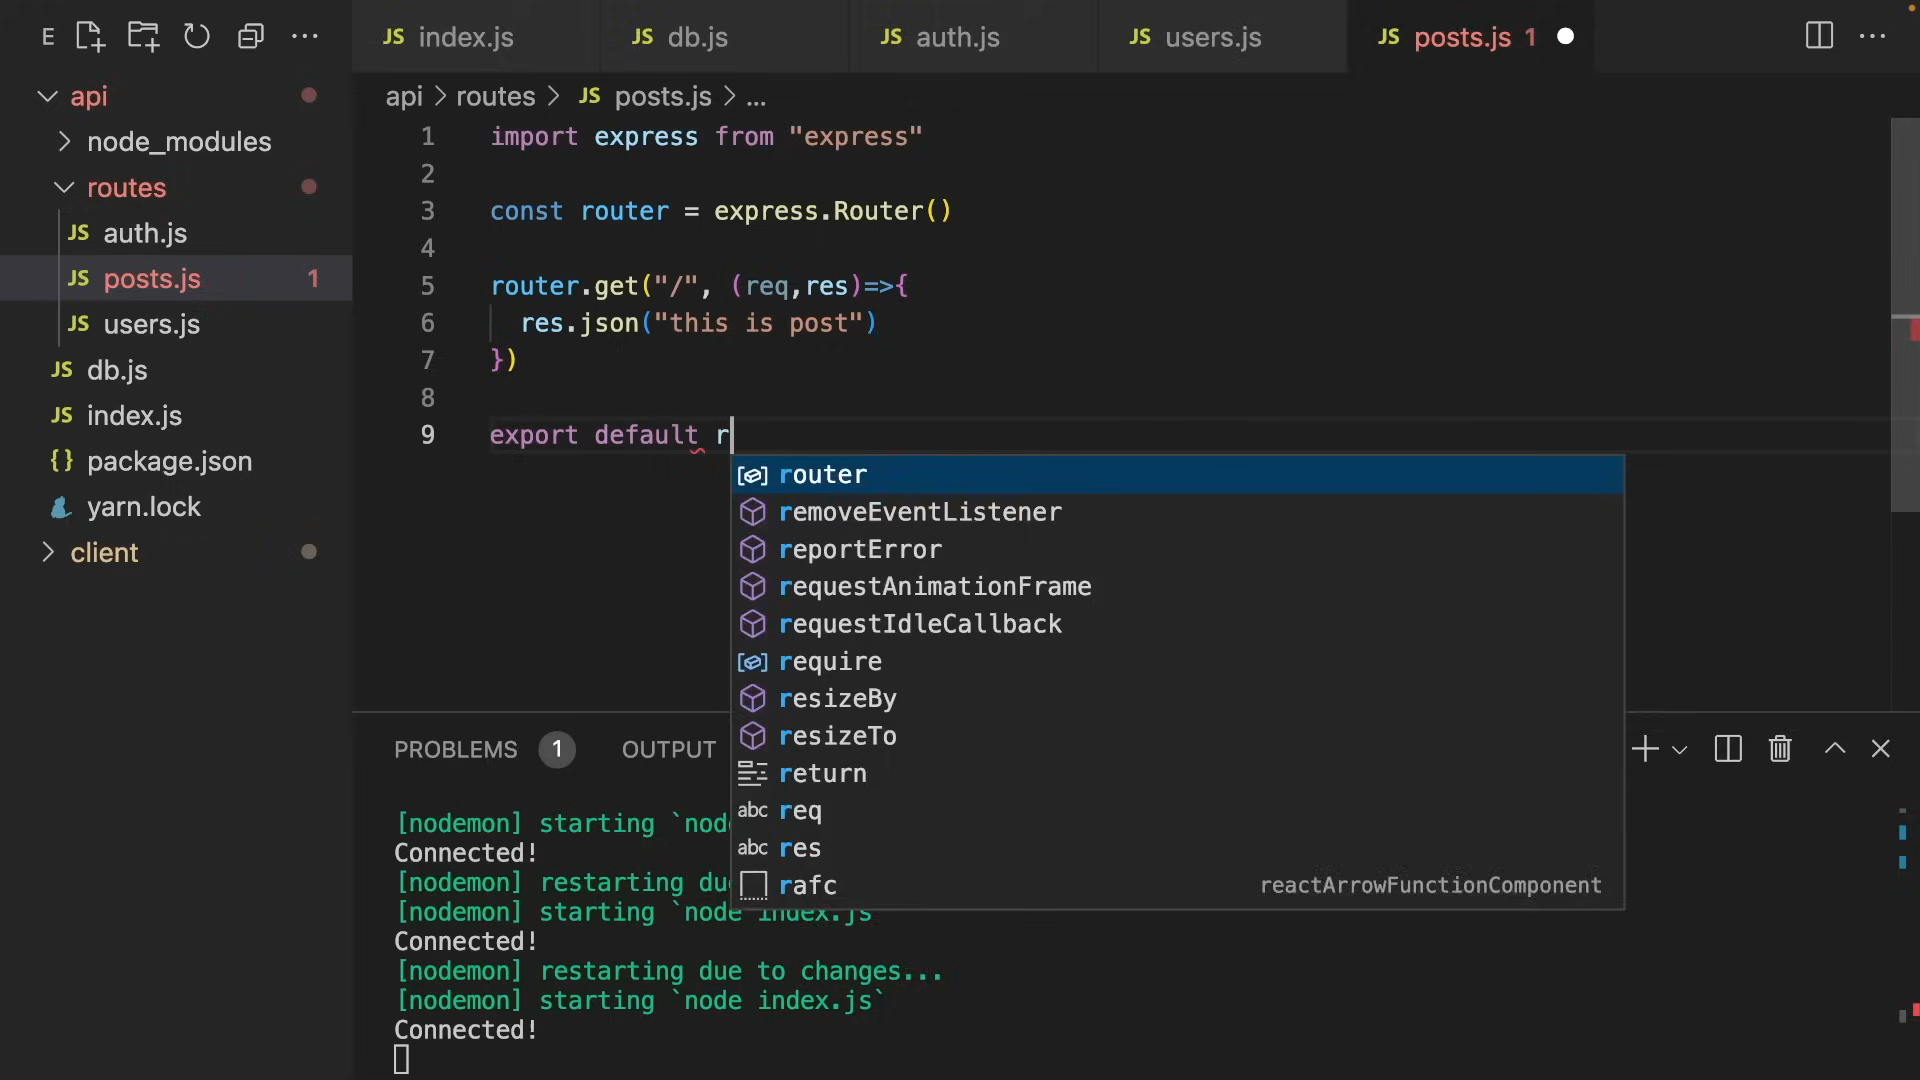 E ...
api
node_modules
routes
JS auth.js
JS posts.js 1
JS users.js
JS db.js
JS index.js
{} package.json
yarn.lock
client
JS index.js
JS db.js
JS auth.js
JS users.js
JS posts.js 1
api > routes > JS posts.js > ...
1 import express from "express"
2
3 const router = express.Router()
4
5 router.get("/", (req,res)=>{
6 res.json("this is post")
7 })
8
9 export default r
router
removeEventListener
reportError
requestAnimationFrame
requestIdleCallback
require
resizeBy
resizeTo
return
abc req
abc res
rafc reactArrowFunctionComponent
PROBLEMS 1 OUTPUT
[nodemon] starting `nod
Connected!
[nodemon] restarting du
[nodemon] starting `node index.js`
Connected!
[nodemon] restarting due to changes...
[nodemon] starting `node index.js`
Connected!